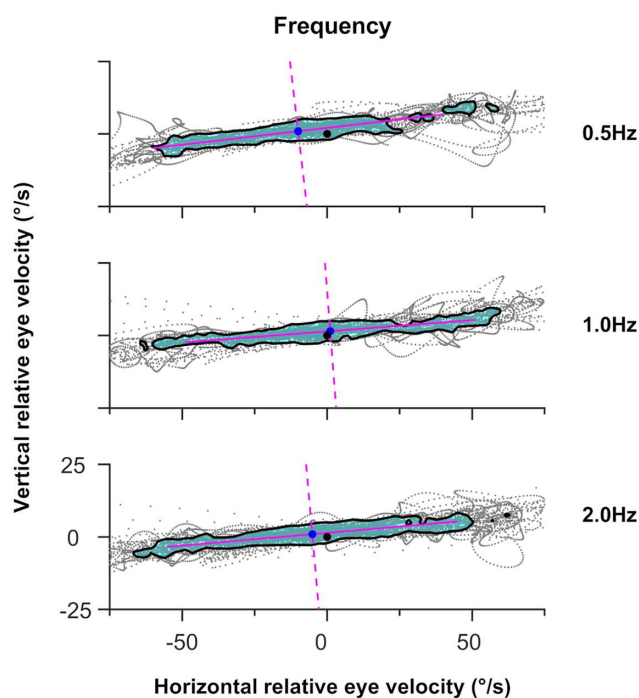 Frequency
0.5Hz
1.0Hz
Vertical relative eye velocity (°/s)
25
0
-25
2.0Hz
-50 0 50
Horizontal relative eye velocity (°/s)